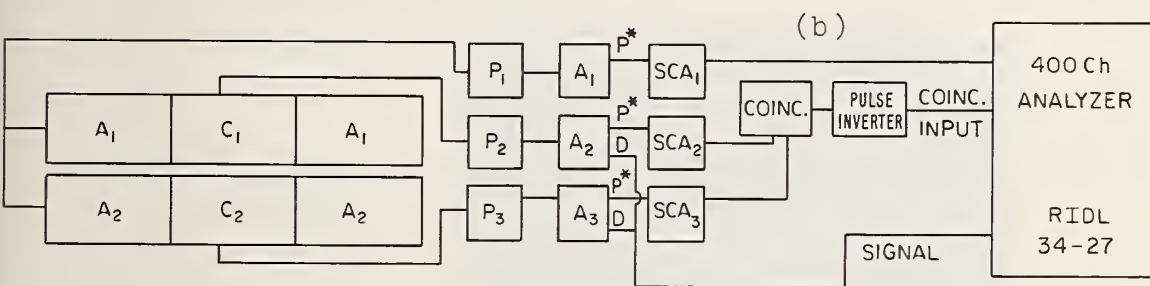 (b)
P₁ A₁ P* SCA₁
400 Ch
ANALYZER
A₁ C₁ A₁
P₂ A₂ P* D SCA₂
COINC.
PULSE
INVERTER
COINC.
INPUT
A₂ C₂ A₂
P₃ A₃ P* D SCA₃
RIDL
34-27
SIGNAL